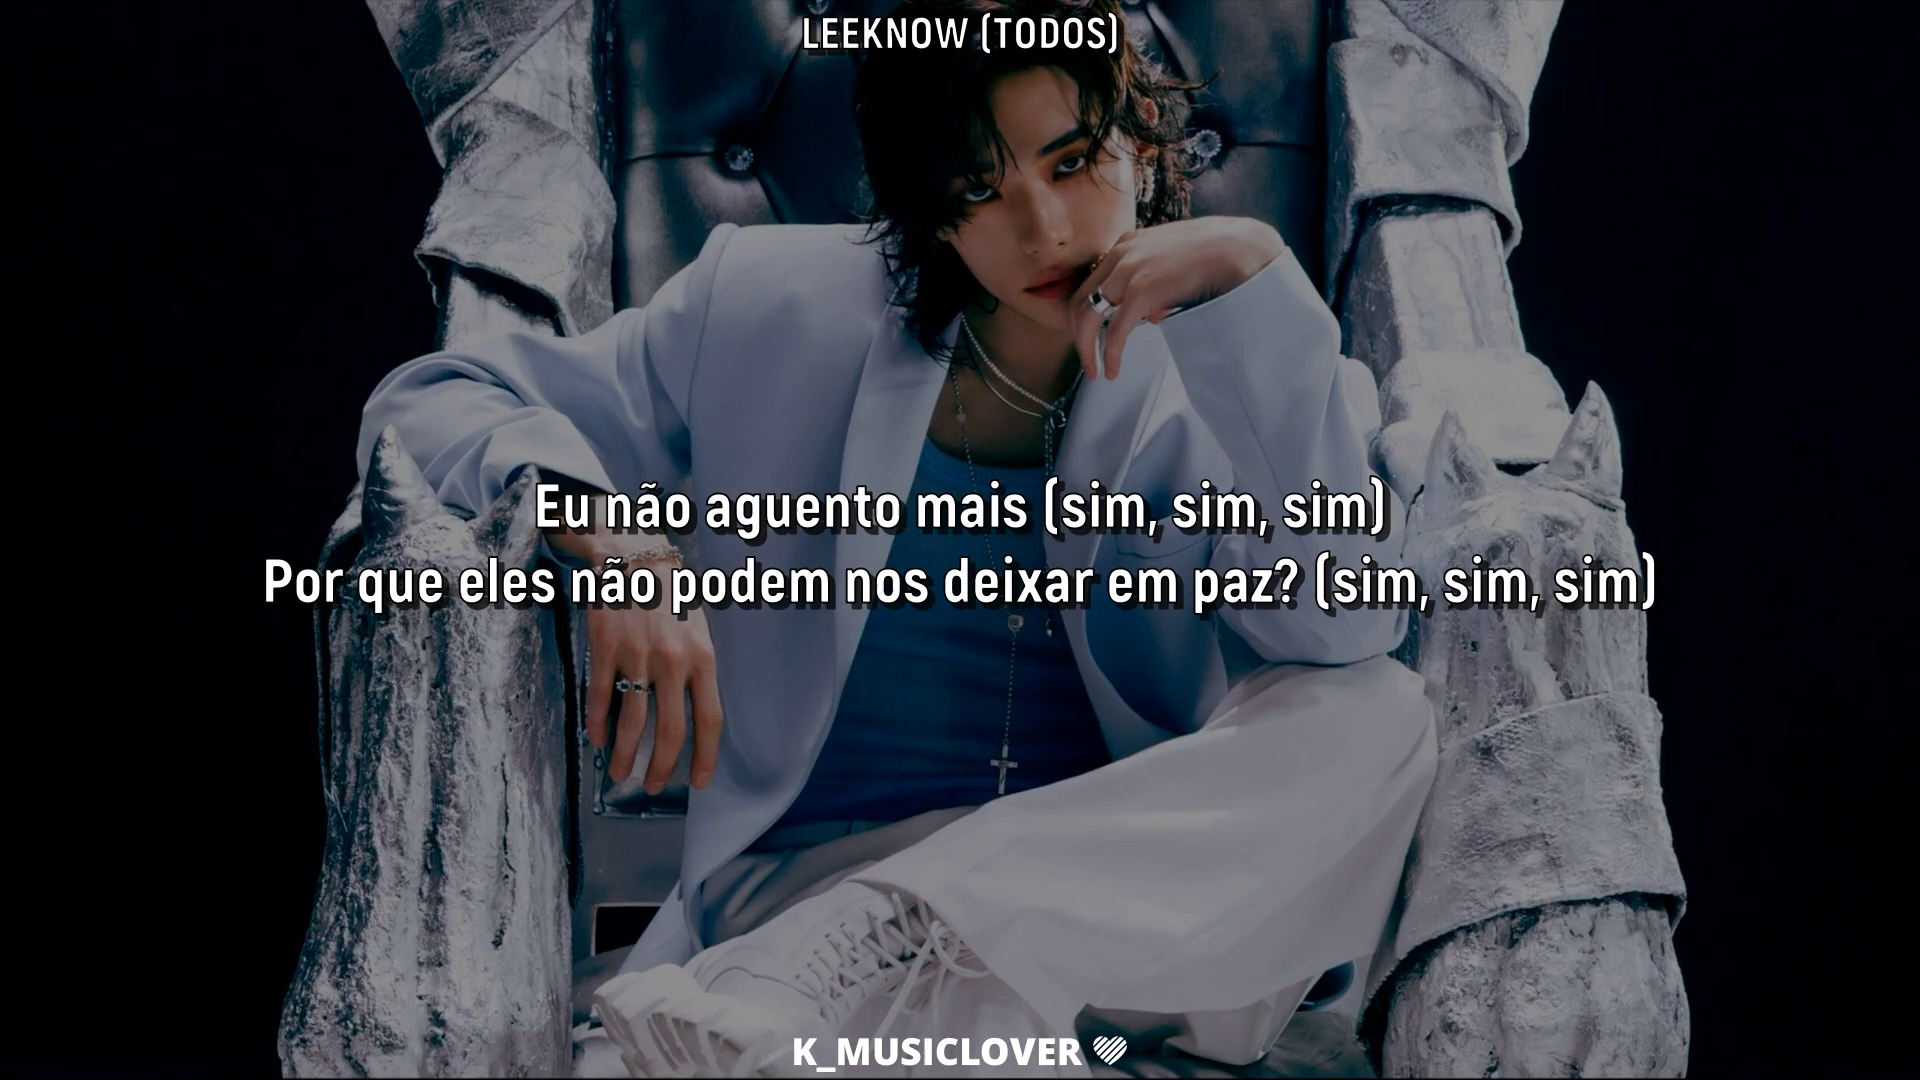 LEEKNOW (TODOS)
Eu não aguento mais (sim, sim, sim)
Por que eles não podem nos deixar em paz? (sim, sim, sim)
K_MUSICLOVER